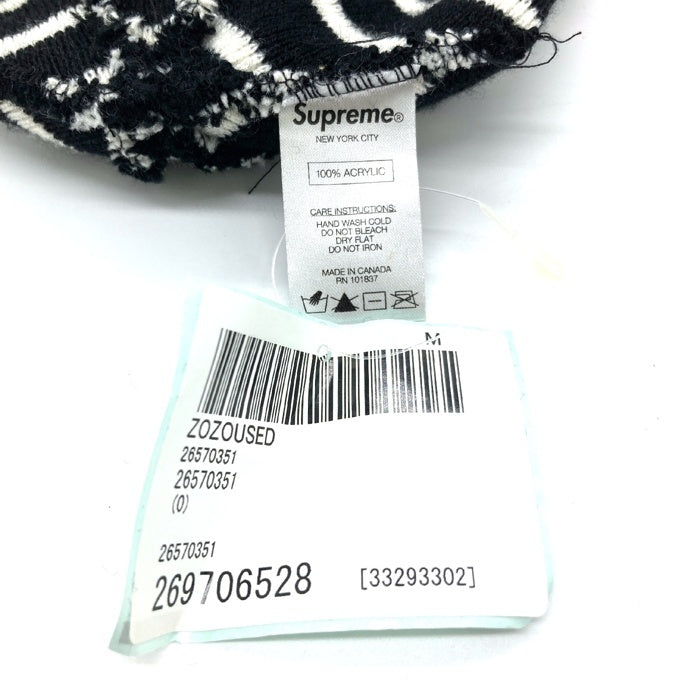 Supreme®
NEW YORK CITY
100% ACRYLIC
CARE INSTRUCTIONS:
HAND WASH COLD
DO NOT BLEACH
DRY FLAT
DO NOT IRON
MADE IN CANADA
RN 101837
M
ZOZOUSED
26570351
26570351
(0)
26570351
269706528 [33293302]